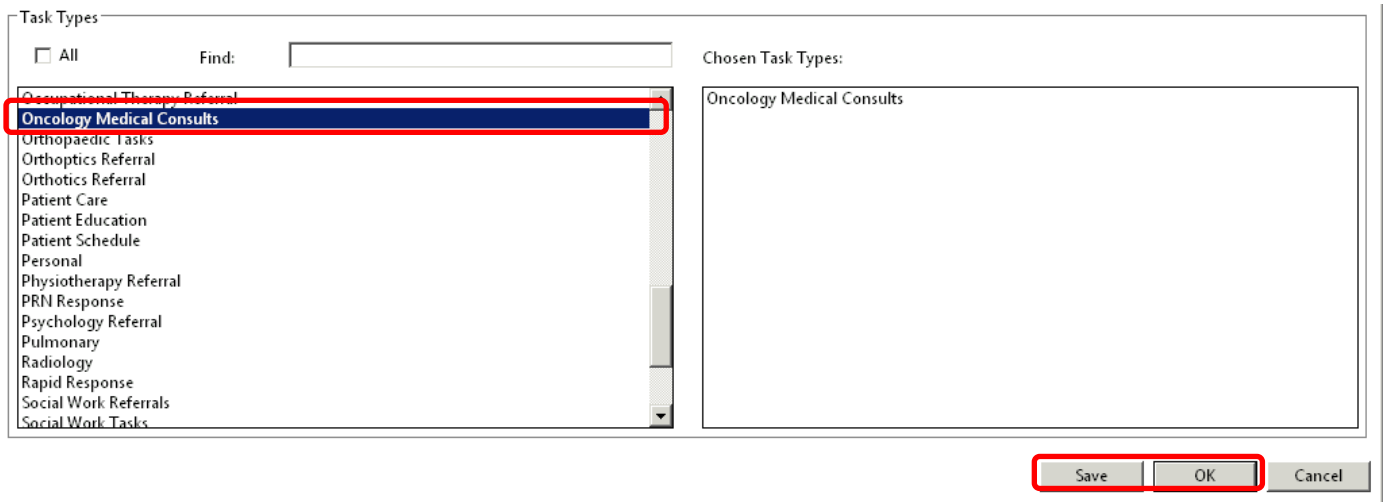 Task Types
All
Find:
Chosen Task Types:
Occupational Therapy Referral
Oncology Medical Consults
Orthopaedic Tasks
Orthoptics Referral
Orthotics Referral
Patient Care
Patient Education
Patient Schedule
Personal
Physiotherapy Referral
PRN Response
Psychology Referral
Pulmonary
Radiology
Rapid Response
Social Work Referrals
Social Work Tasks
Oncology Medical Consults
Save
OK
Cancel